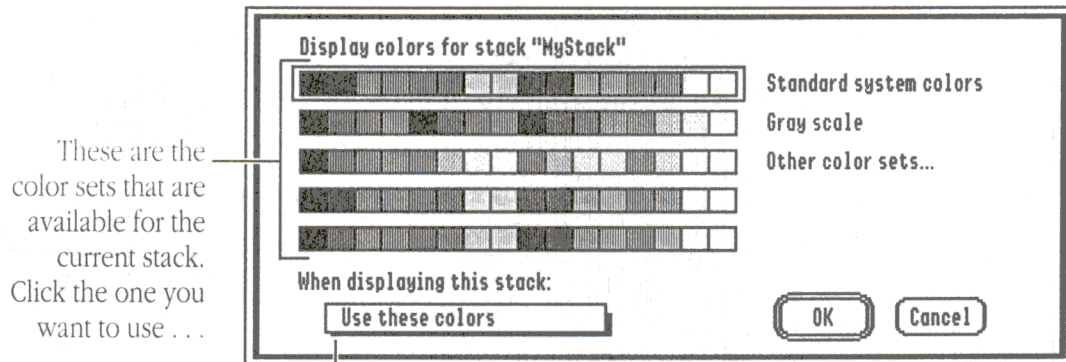 Display colors for stack "MyStack"
Standard system colors
Gray scale
Other color sets...
These are the
color sets that are
available for the
current stack.
Click the one you
want to use . . .
When displaying this stack:
Use these colors
OK
Cancel